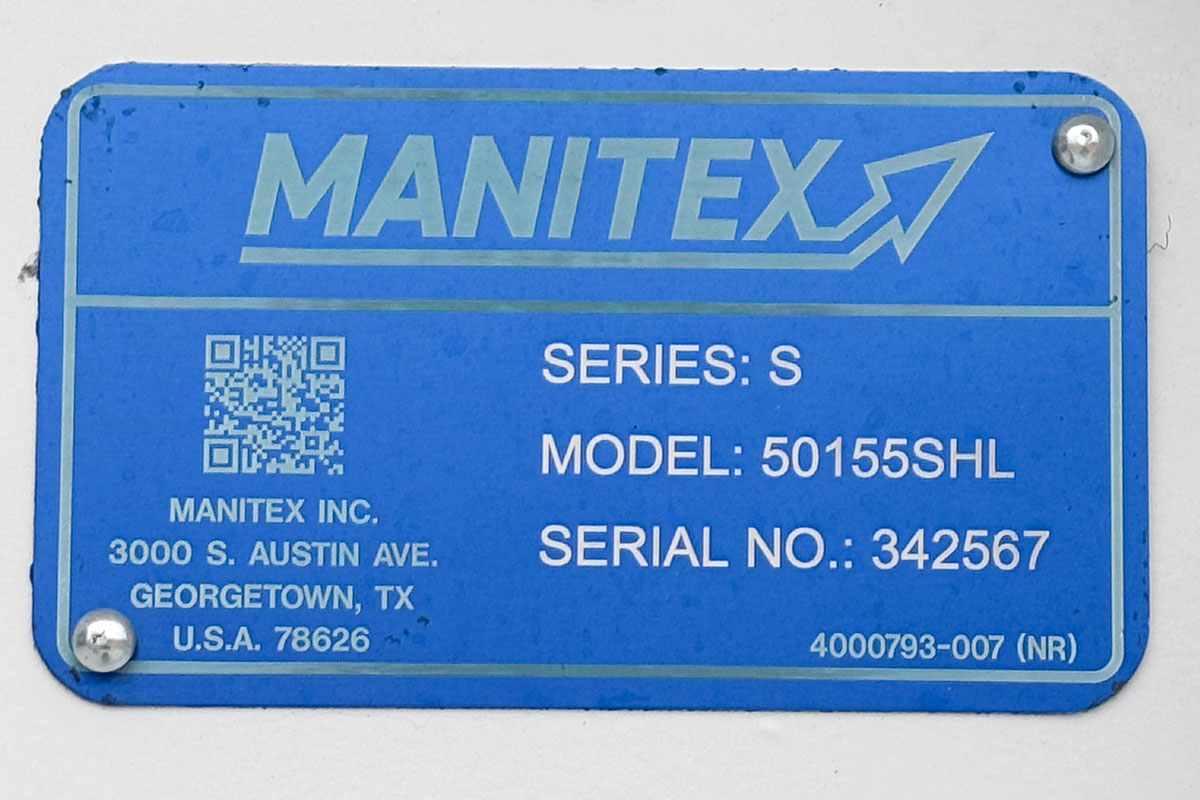 MANITEX
SERIES: S
MODEL: 50155SHL
SERIAL NO.: 342567
MANITEX INC.
3000 S. AUSTIN AVE.
GEORGETOWN, TX
U.S.A. 78626
4000793-007 (NR)